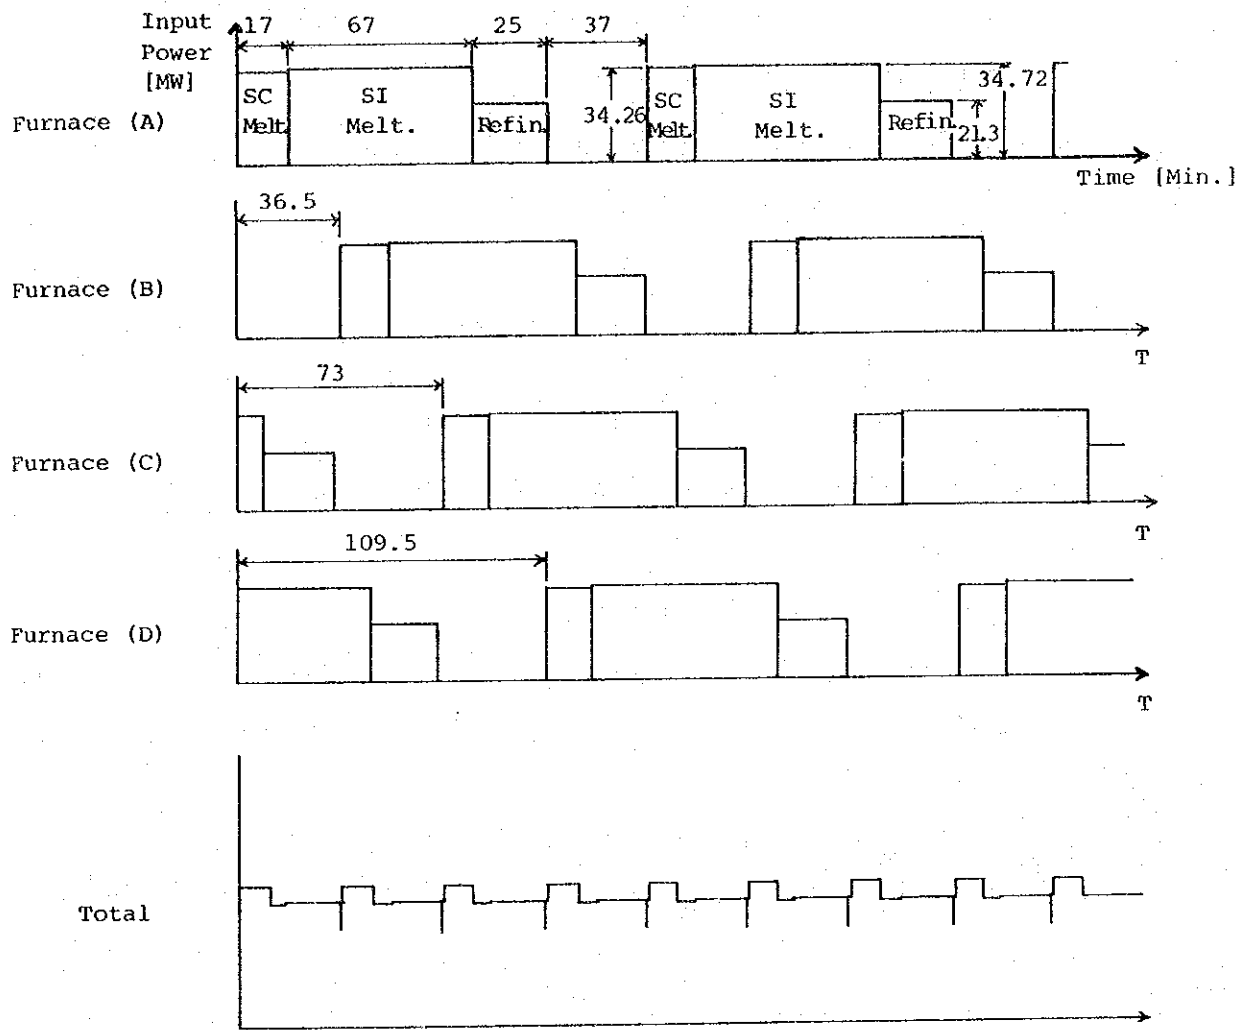 Input
Power
[MW]
17 67 25 37
Furnace (A)
SC
Melt.
SI
Melt.
Refin.
34.26
SC
Melt.
SI
Melt.
Refin.
21.3
34.72
Time [Min.]
36.5
Furnace (B)
T
73
Furnace (C)
T
109.5
Furnace (D)
T
Total